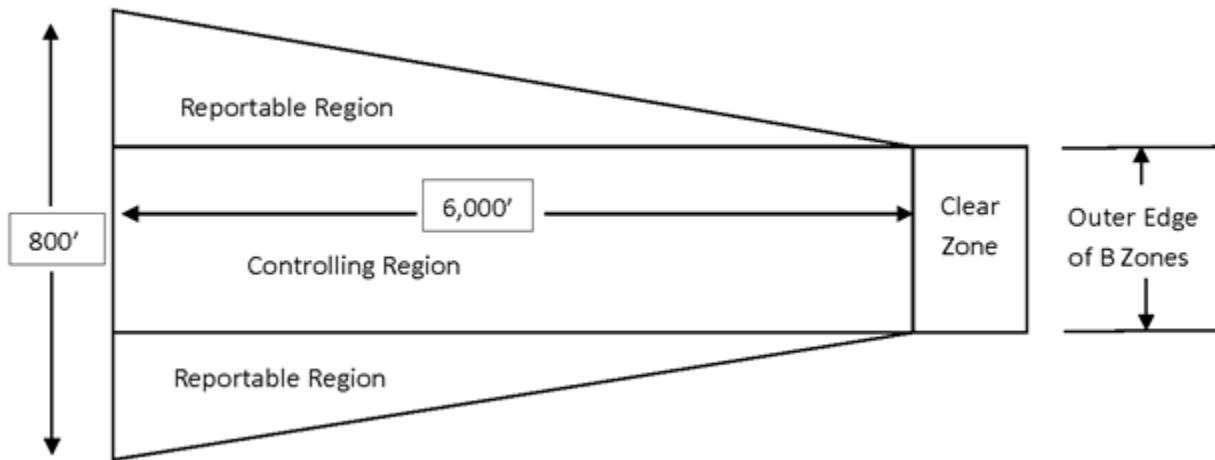 Reportable Region
6,000’
Clear
Zone
800’
Outer Edge
of B Zones
Controlling Region
Reportable Region